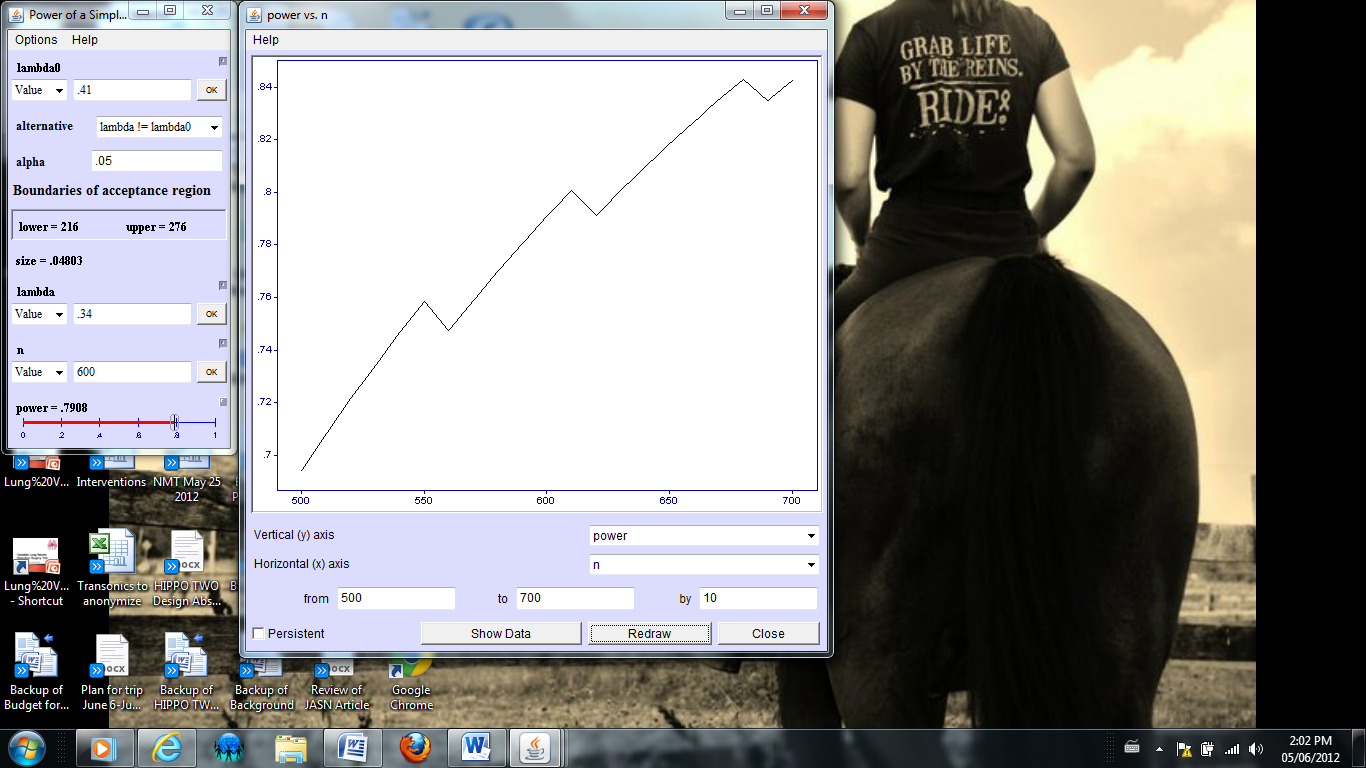 Power of a Simpl...
Options Help
lambda0
Value .41 OK
alternative lambda != lambda0
alpha .05
Boundaries of acceptance region
lower = 216 upper = 276
size = .04803
lambda
Value .34 OK
n
Value 600 OK
power = .7908
0 .2 .4 .6 .8 1
power vs. n
Help
.84
.82
.8
.78
.76
.74
.72
.7
500 550 600 650 700
Vertical (y) axis power
Horizontal (x) axis n
from 500 to 700 by 10
Persistent Show Data Redraw Close
GRAB LIFE
BY THE REINS.
RIDE!
Lung%20V... Interventions NMT May 25
2012
Lung%20V... Transonics to HIPPO TWO
- Shortcut anonymize Design Abs...
Backup of Plan for trip Backup of Backup of Review of Google
Budget for... June 6-Ju... HIPPO TW... Background JASN Article Chrome
2:02 PM
05/06/2012